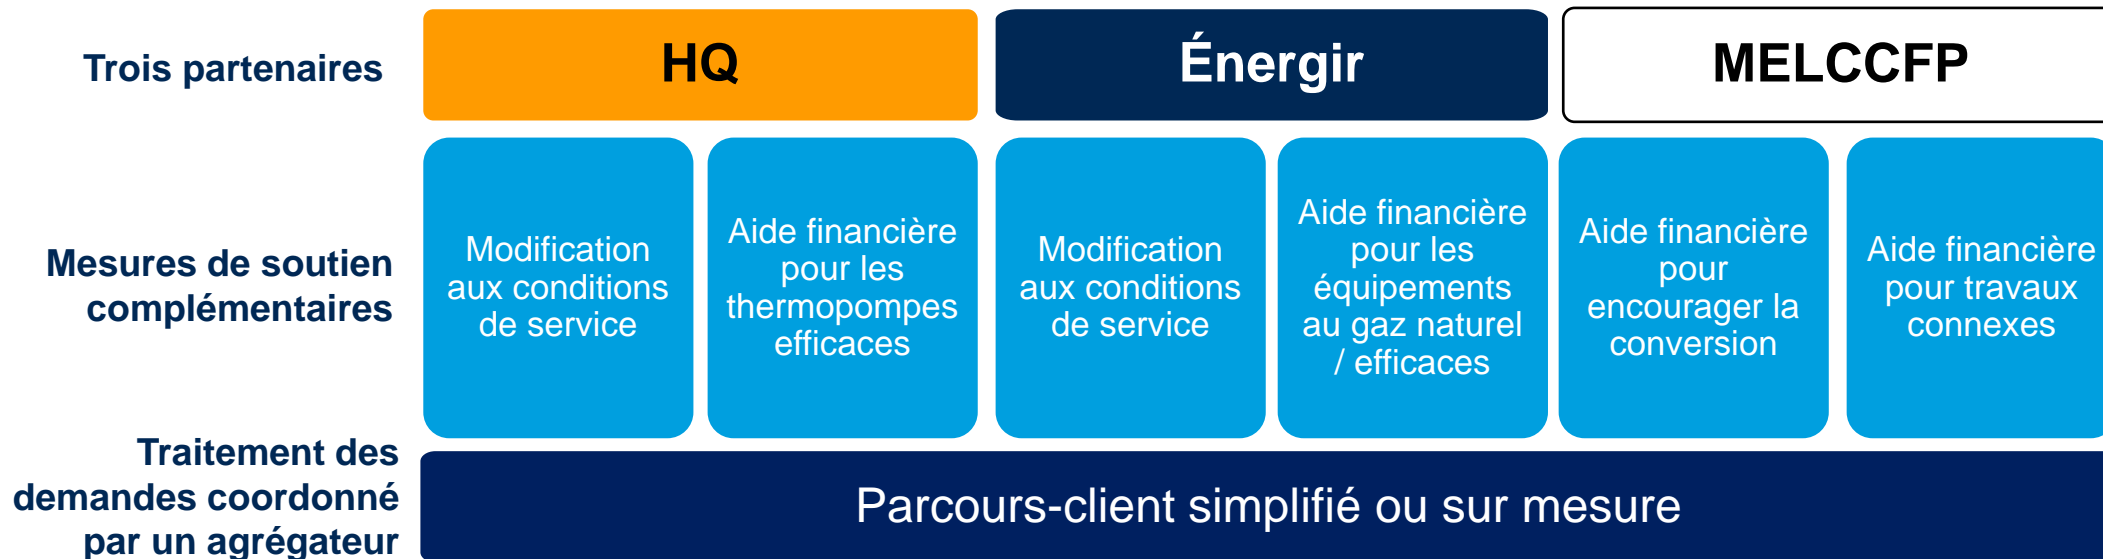 Trois partenaires
HQ
Énergir
MELCCFP
Mesures de soutien
complémentaires
Modification
aux conditions
de service
Aide financière
pour les
thermopompes
efficaces
Modification
aux conditions
de service
Aide financière
pour les
équipements
au gaz naturel
/ efficaces
Aide financière
pour
encourager la
conversion
Aide financière
pour travaux
connexes
Traitement des
demandes coordonné
par un agrégateur
Parcours-client simplifié ou sur mesure